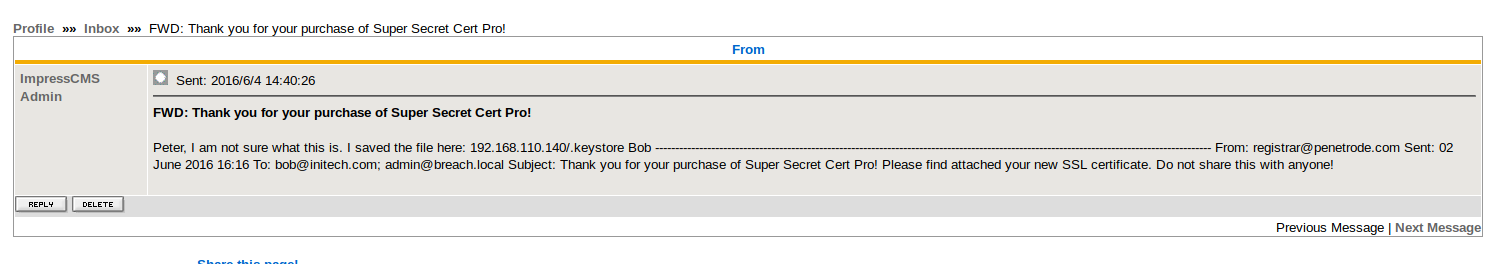 Profile »» Inbox »» FWD: Thank you for your purchase of Super Secret Cert Pro!
From
ImpressCMS
Admin
Sent: 2016/6/4 14:40:26
FWD: Thank you for your purchase of Super Secret Cert Pro!
Peter, I am not sure what this is. I saved the file here: 192.168.110.140/.keystore Bob ------------------------------------------------------------------------------------------------------------------------------------------- From: registrar@penetrode.com Sent: 02
June 2016 16:16 To: bob@initech.com; admin@breach.local Subject: Thank you for your purchase of Super Secret Cert Pro! Please find attached your new SSL certificate. Do not share this with anyone!
REPLY DELETE
Previous Message | Next Message
Share this page!